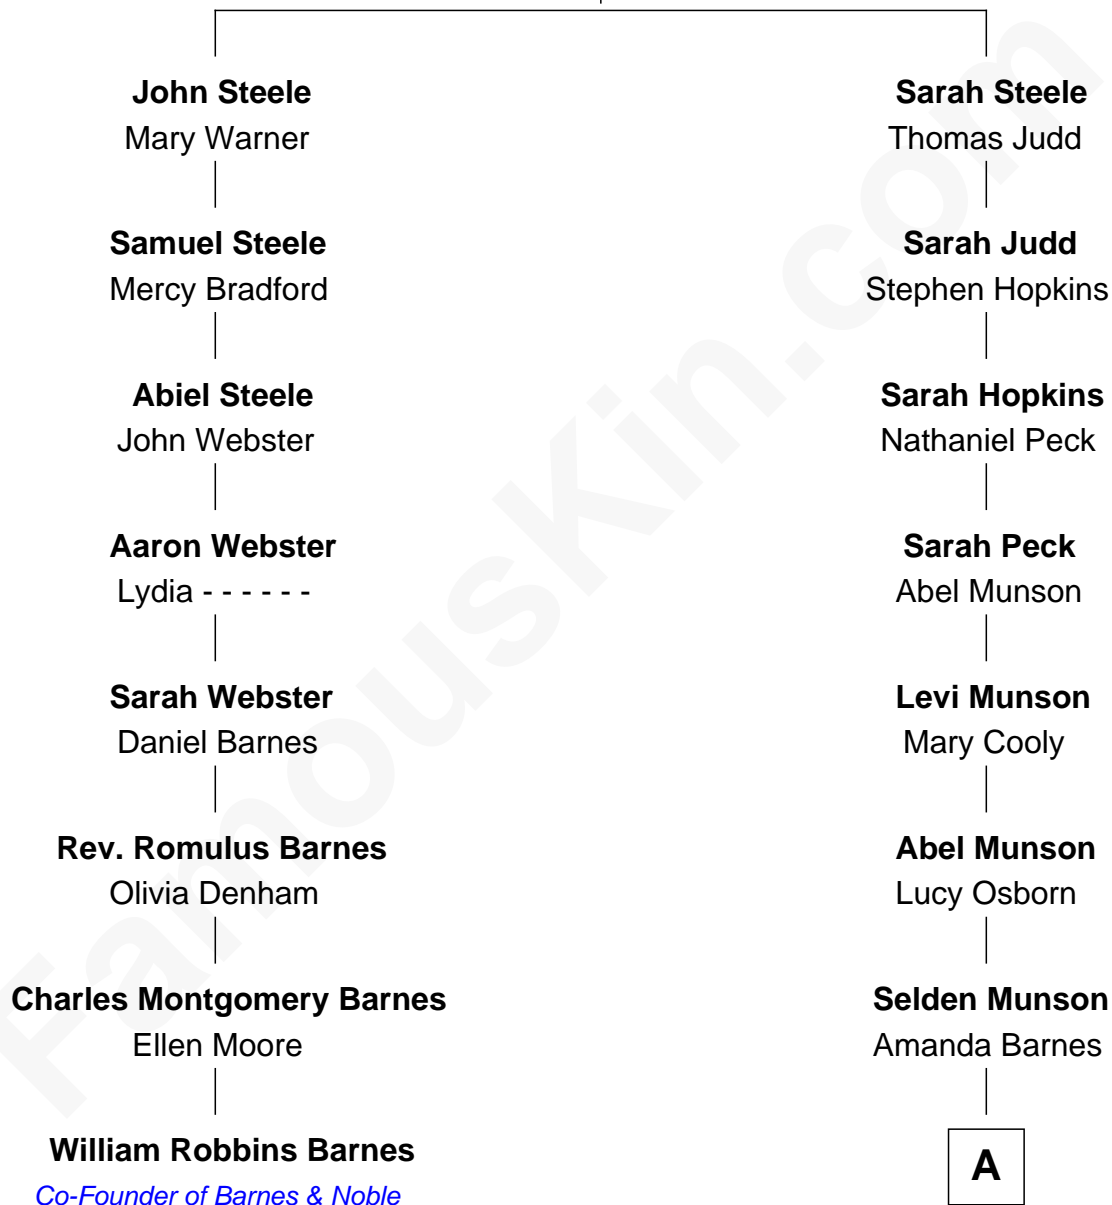 John Steele
Mary Warner
Samuel Steele
Mercy Bradford
Abiel Steele
John Webster
Aaron Webster
Lydia - - - - - -
Sarah Webster
Daniel Barnes
Rev. Romulus Barnes
Olivia Denham
Charles Montgomery Barnes
Ellen Moore
William Robbins Barnes
Co-Founder of Barnes & Noble
Sarah Steele
Thomas Judd
Sarah Judd
Stephen Hopkins
Sarah Hopkins
Nathaniel Peck
Sarah Peck
Abel Munson
Levi Munson
Mary Cooly
Abel Munson
Lucy Osborn
Selden Munson
Amanda Barnes
A
FamousKin.com